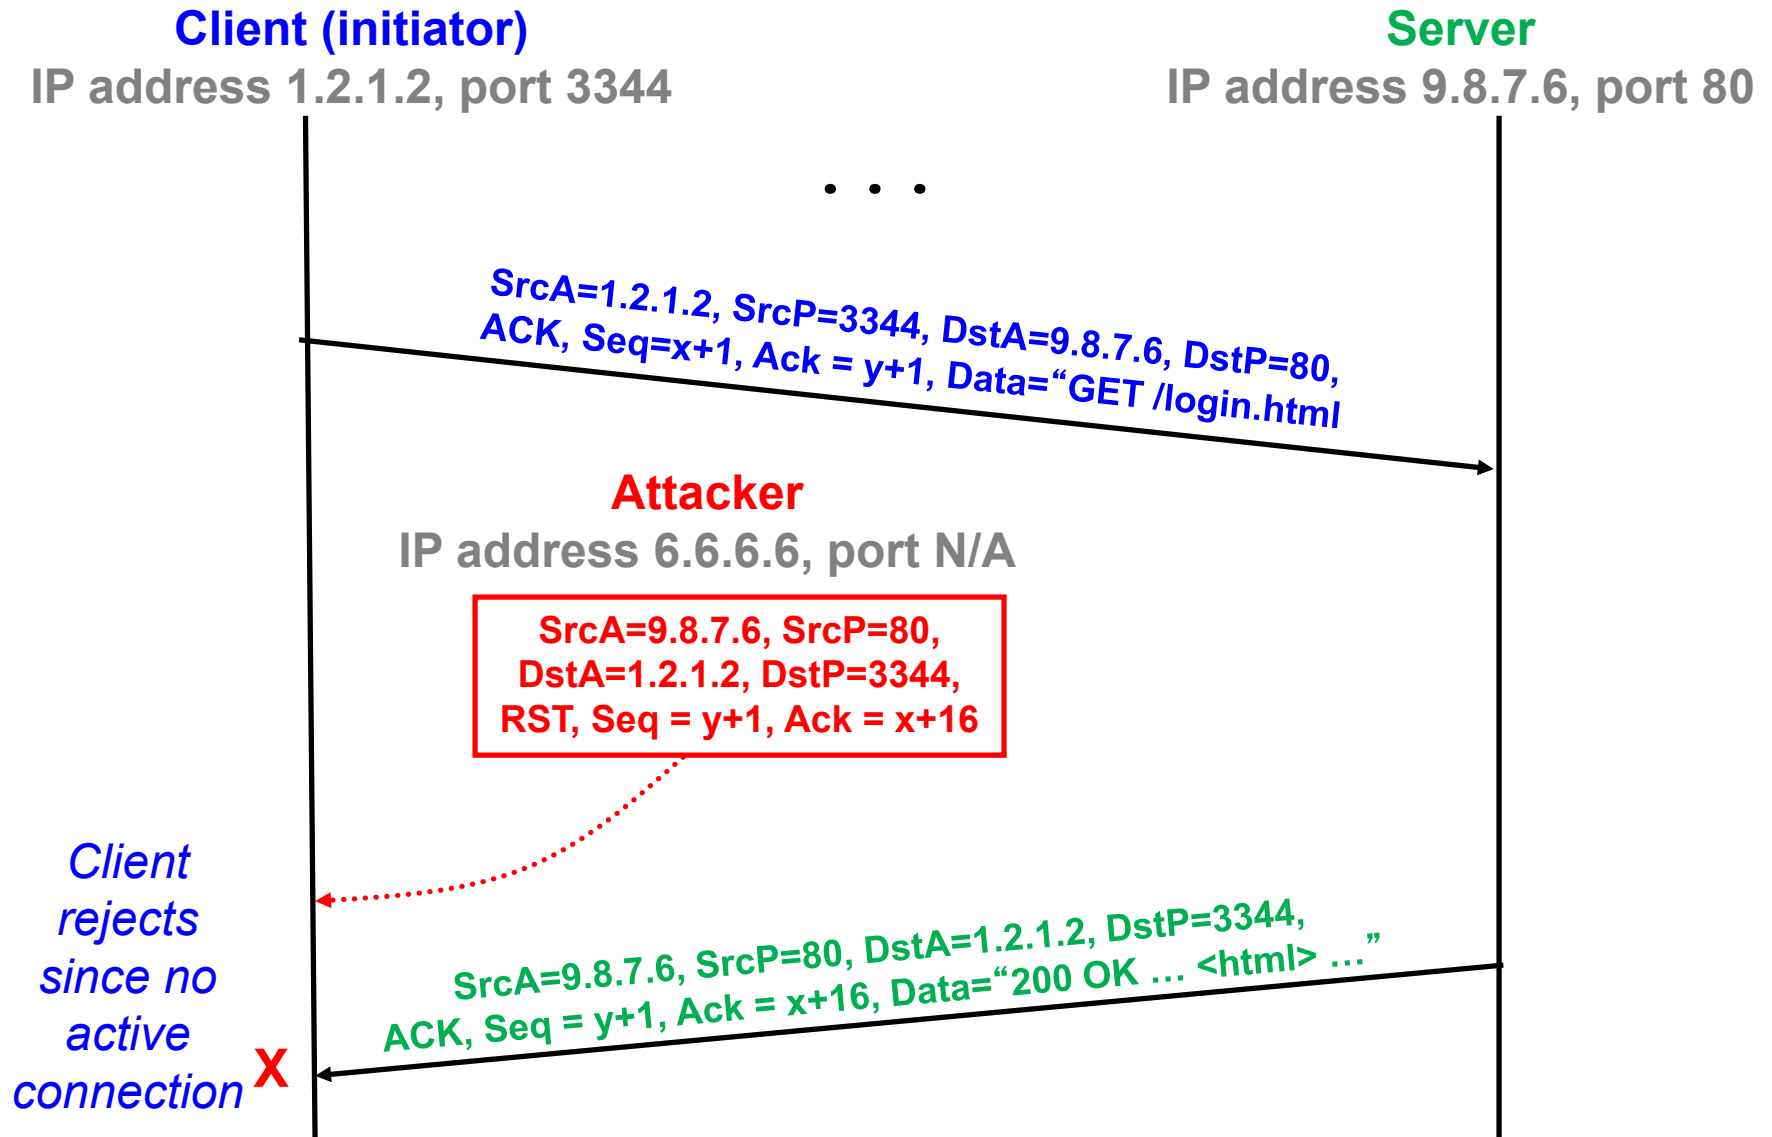 Client (initiator)
IP address 1.2.1.2, port 3344
Server
IP address 9.8.7.6, port 80
. . .
SrcA=1.2.1.2, SrcP=3344, DstA=9.8.7.6, DstP=80,
ACK, Seq=x+1, Ack = y+1, Data=“GET /login.html
Attacker
IP address 6.6.6.6, port N/A
SrcA=9.8.7.6, SrcP=80,
DstA=1.2.1.2, DstP=3344,
RST, Seq = y+1, Ack = x+16
SrcA=9.8.7.6, SrcP=80, DstA=1.2.1.2, DstP=3344,
ACK, Seq = y+1, Ack = x+16, Data=“200 OK … <html> …”
Client
rejects
since no
active
connection
X